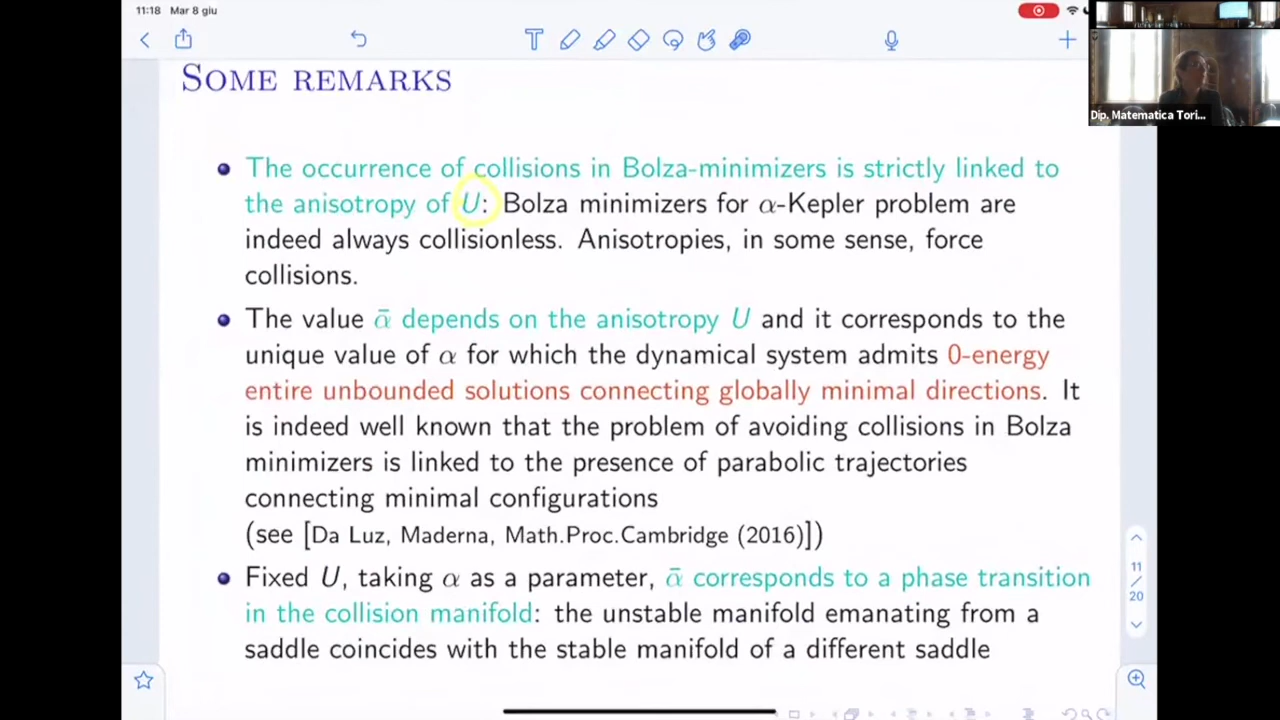 11:18 Mar 8 giu
SOME REMARKS
The occurrence of collisions in Bolza-minimizers is strictly linked to
the anisotropy of U: Bolza minimizers for α-Kepler problem are
indeed always collisionless. Anisotropies, in some sense, force
collisions.
The value ᾱ depends on the anisotropy U and it corresponds to the
unique value of α for which the dynamical system admits 0-energy
entire unbounded solutions connecting globally minimal directions. It
is indeed well known that the problem of avoiding collisions in Bolza
minimizers is linked to the presence of parabolic trajectories
connecting minimal configurations
(see [Da Luz, Maderna, Math.Proc.Cambridge (2016)])
Fixed U, taking α as a parameter, ᾱ corresponds to a phase transition
in the collision manifold: the unstable manifold emanating from a
saddle coincides with the stable manifold of a different saddle
Dip. Matematica Tori...
11
/
20